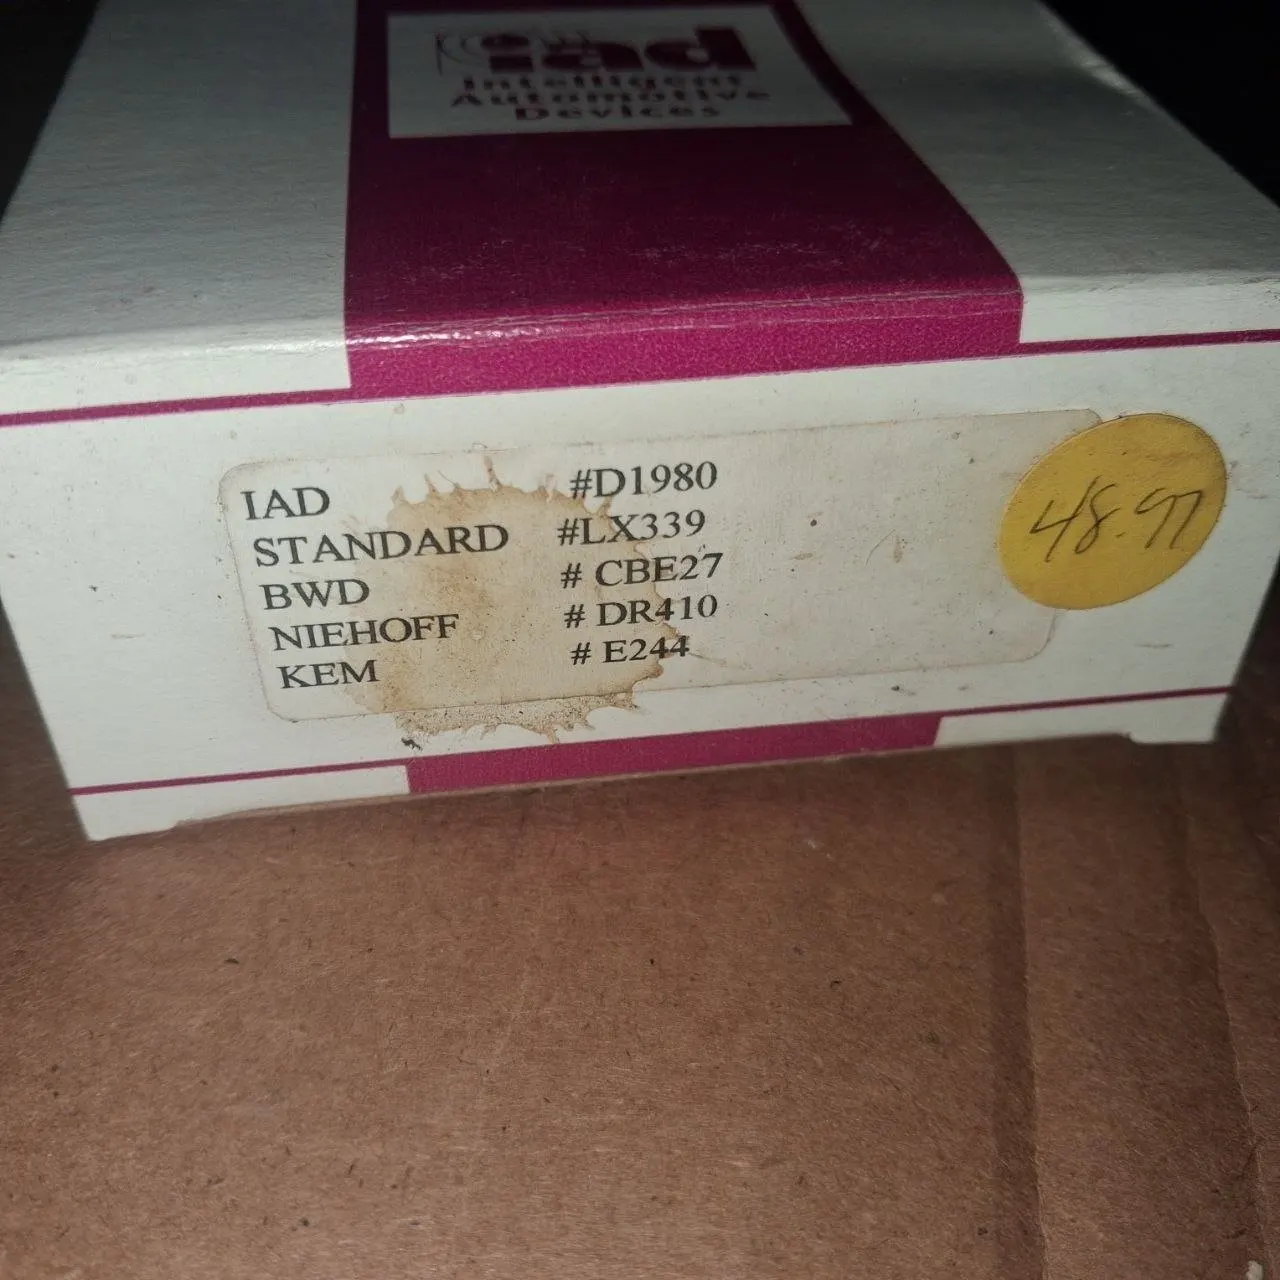 iad
Intelligent
Automotive
Devices
IAD #D1980
STANDARD #LX339
BWD # CBE27
NIEHOFF # DR410
KEM # E244
48.97